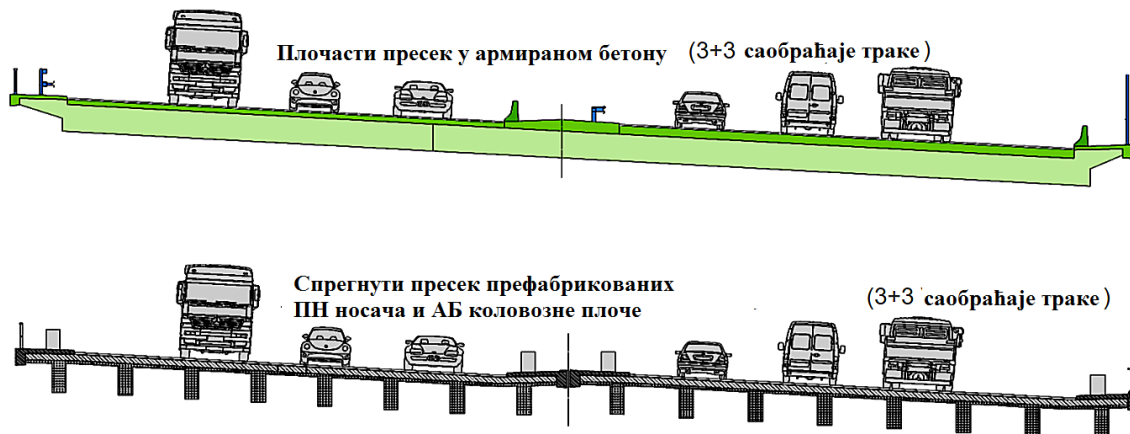 Плочасти пресек у армираном бетону (3+3 саобраћаје траке)
Спрегнути пресек префабрикованих
ПН носача и АБ коловозне плоче
(3+3 саобраћаје траке)